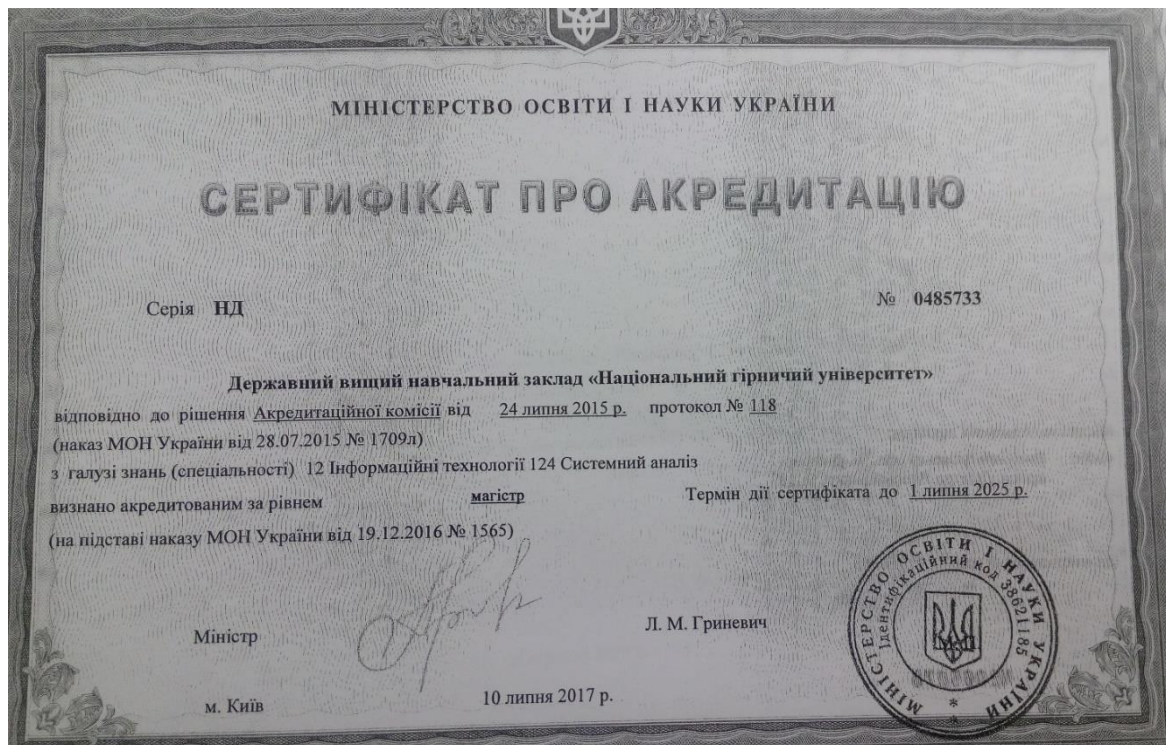 МІНІСТЕРСТВО ОСВІТИ І НАУКИ УКРАЇНИ
СЕРТИФІКАТ ПРО АКРЕДИТАЦІЮ
Серія НД № 0485733
Державний вищий навчальний заклад «Національний гірничий університет»
відповідно до рішення Акредитаційної комісії від 24 липня 2015 р. протокол № 118
(наказ МОН України від 28.07.2015 № 1709л)
з галузі знань (спеціальності) 12 Інформаційні технології 124 Системний аналіз
визнано акредитованим за рівнем магістр Термін дії сертифіката до 1 липня 2025 р.
(на підставі наказу МОН України від 19.12.2016 № 1565)
Міністр Л. М. Гриневич
м. Київ 10 липня 2017 р.
МІНІСТЕРСТВО ОСВІТИ І НАУКИ УКРАЇНИ
Ідентифікаційний код 38621185
М.П.